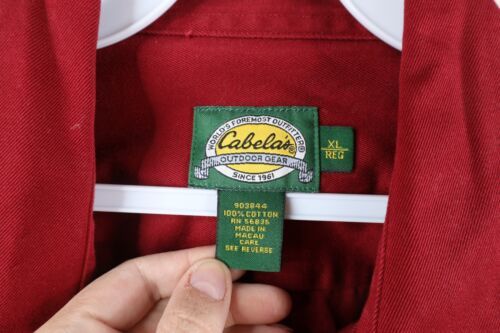 WORLD'S FOREMOST OUTFITTER®
Cabela's®
OUTDOOR GEAR
SINCE 1961
XL
REG
903844
100% COTTON
RN 56835
MADE IN
MACAU
CARE
SEE REVERSE